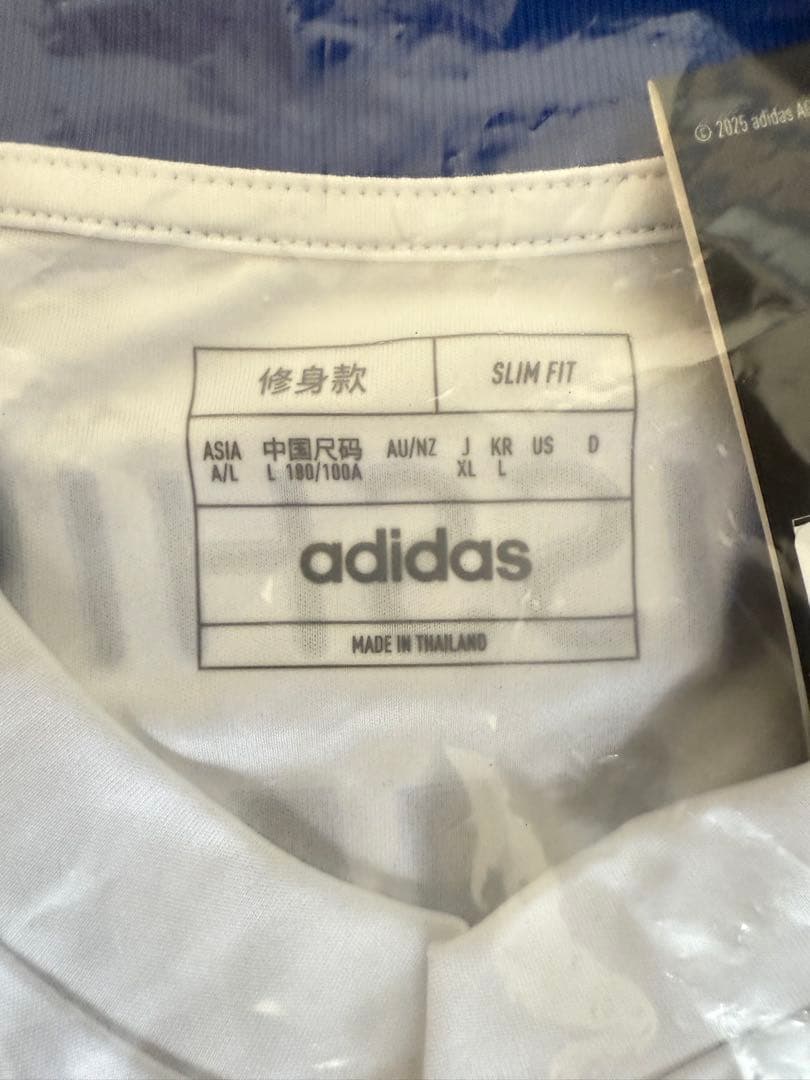 © 2025 adidas
修身款 SLIM FIT
ASIA 中国尺码 AU/NZ J KR US D
A/L L 180/100A XL L
adidas
MADE IN THAILAND